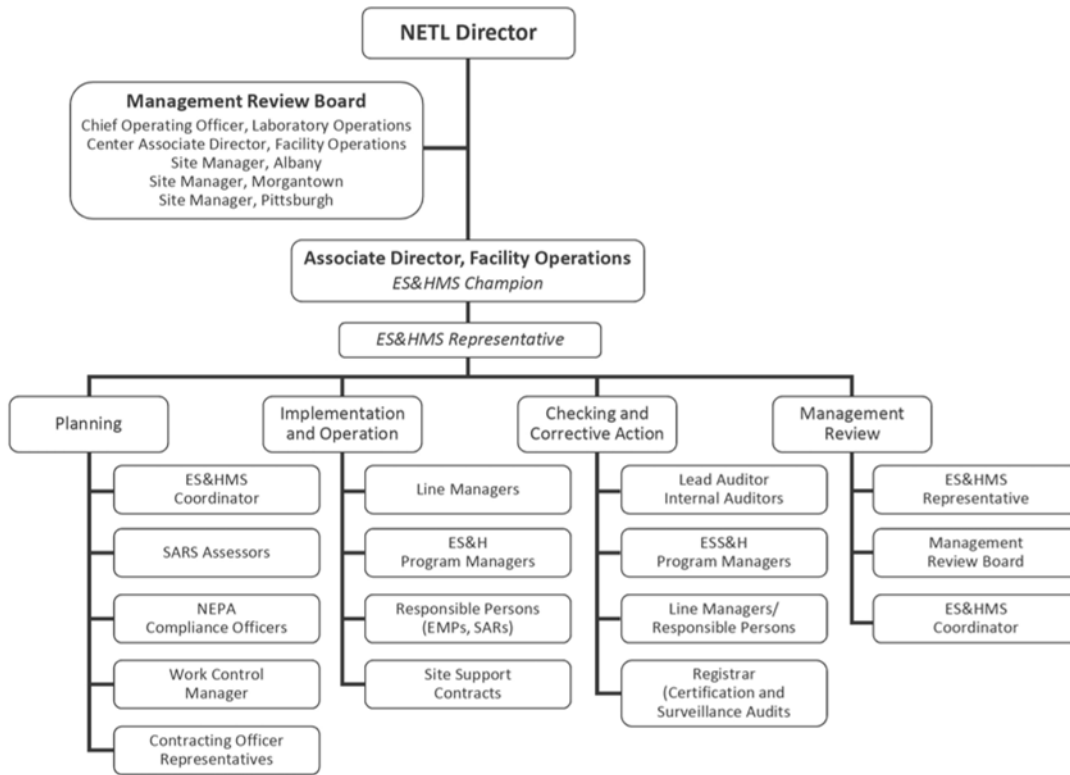 NETL Director
Management Review Board
Chief Operating Officer, Laboratory Operations
Center Associate Director, Facility Operations
Site Manager, Albany
Site Manager, Morgantown
Site Manager, Pittsburgh
Associate Director, Facility Operations
ES&HMS Champion
ES&HMS Representative
Planning
ES&HMS
Coordinator
SARS Assessors
NEPA
Compliance Officers
Work Control
Manager
Contracting Officer
Representatives
Implementation
and Operation
Line Managers
ES&H
Program Managers
Responsible Persons
(EMPs, SARs)
Site Support
Contracts
Checking and
Corrective Action
Lead Auditor
Internal Auditors
ESS&H
Program Managers
Line Managers/
Responsible Persons
Registrar
(Certification and
Surveillance Audits
Management
Review
ES&HMS
Representative
Management
Review Board
ES&HMS
Coordinator